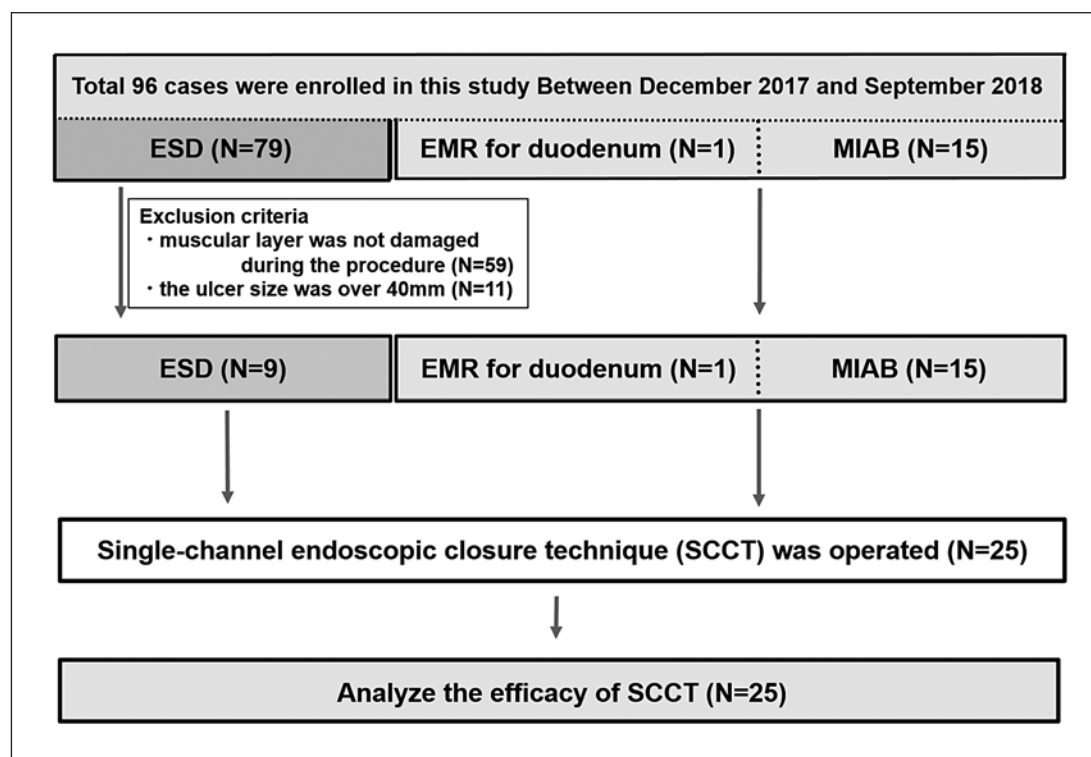 Total 96 cases were enrolled in this study Between December 2017 and September 2018
ESD (N=79)
EMR for duodenum (N=1)
MIAB (N=15)
Exclusion criteria
・muscular layer was not damaged
during the procedure (N=59)
・the ulcer size was over 40mm (N=11)
ESD (N=9)
EMR for duodenum (N=1)
MIAB (N=15)
Single-channel endoscopic closure technique (SCCT) was operated (N=25)
Analyze the efficacy of SCCT (N=25)